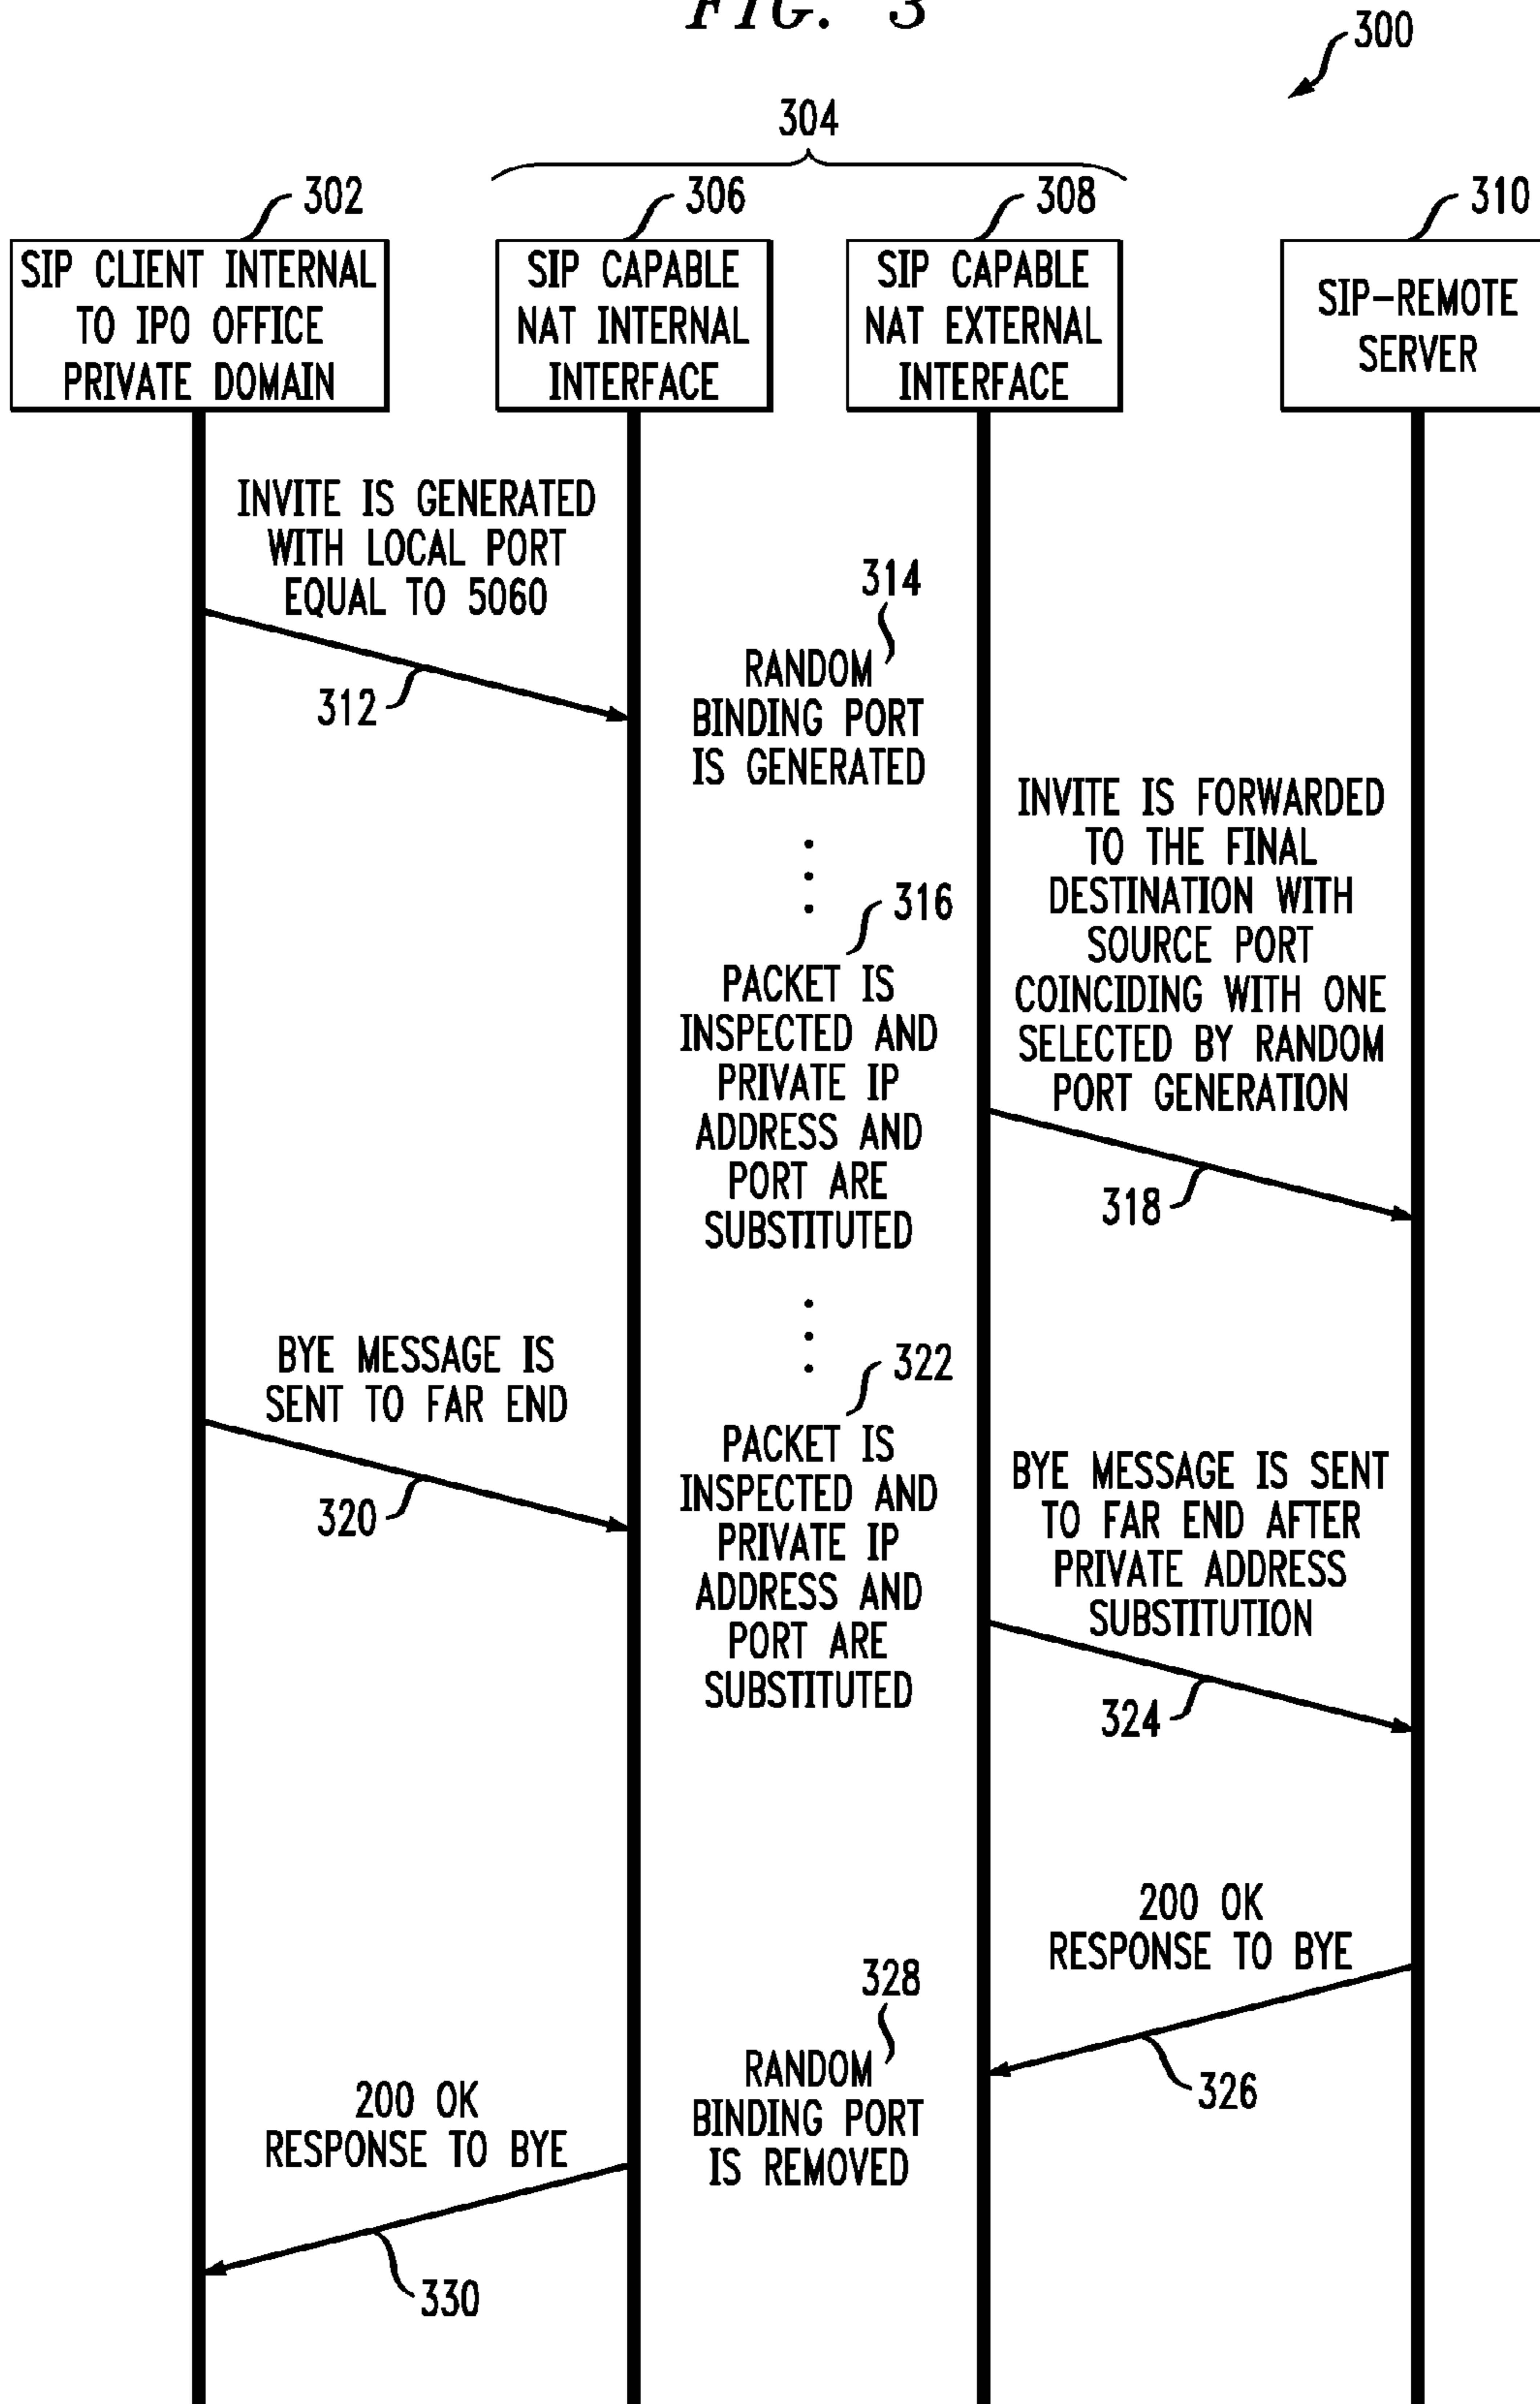 FIG. 3
300
304
302
306
308
310
SIP CLIENT INTERNAL
TO IPO OFFICE
PRIVATE DOMAIN
SIP CAPABLE
NAT INTERNAL
INTERFACE
SIP CAPABLE
NAT EXTERNAL
INTERFACE
SIP-REMOTE
SERVER
INVITE IS GENERATED
WITH LOCAL PORT
EQUAL TO 5060
312
314
RANDOM
BINDING PORT
IS GENERATED
316
PACKET IS
INSPECTED AND
PRIVATE IP
ADDRESS AND
PORT ARE
SUBSTITUTED
INVITE IS FORWARDED
TO THE FINAL
DESTINATION WITH
SOURCE PORT
COINCIDING WITH ONE
SELECTED BY RANDOM
PORT GENERATION
318
BYE MESSAGE IS
SENT TO FAR END
320
322
PACKET IS
INSPECTED AND
PRIVATE IP
ADDRESS AND
PORT ARE
SUBSTITUTED
BYE MESSAGE IS SENT
TO FAR END AFTER
PRIVATE ADDRESS
SUBSTITUTION
324
200 OK
RESPONSE TO BYE
326
328
RANDOM
BINDING PORT
IS REMOVED
200 OK
RESPONSE TO BYE
330